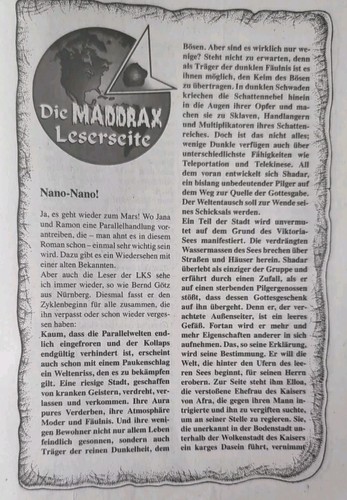 Die MADDRAX
Leserseite
Nano-Nano!
Ja, es geht wieder zum Mars! Wo Jana
und Ramon eine Parallelhandlung vor-
antreiben, die – man ahnt es in diesem
Roman schon – einmal sehr wichtig sein
wird. Dazu gibt es ein Wiedersehen mit
einer alten Bekannten.
Aber auch die Leser der LKS sehe
ich immer wieder, so wie Bernd Götz
aus Nürnberg. Diesmal fasst er den
Zyklenbeginn für alle zusammen, die
ihn verpasst oder schon wieder verges-
sen haben:
Kaum, dass die Parallelwelten end-
lich eingefroren und der Kollaps
endgültig verhindert ist, erscheint
auch schon mit einem Paukenschlag
ein Weltenriss, den es zu bekämpfen
gilt. Eine riesige Stadt, geschaffen
von kranken Geistern, verdreht, ver-
lassen und verkommen. Ihre Aura
pures Verderben, ihre Atmosphäre
Moder und Fäulnis. Und ihre weni-
gen Bewohner nicht nur allem Leben
feindlich gesonnen, sondern auch
Träger der reinen Dunkelheit, dem
Bösen. Aber sind es wirklich nur we-
nige? Steht nicht zu erwarten, denn
als Träger der dunklen Fäulnis ist es
ihnen möglich, den Keim des Bösen
zu übertragen. In dunklen Schwaden
kriechen die Schattennebel hinein
in die Augen ihrer Opfer und ma-
chen sie zu Sklaven, Handlangern
und Multiplikatoren ihres Schatten-
reiches. Doch ist das nicht alles;
wenige Dunkle verfügen auch über
unterschiedlichste Fähigkeiten wie
Teleportation und Telekinese. All
dem voran entwickelt sich Shadar,
ein bislang unbedeutender Pilger auf
dem Weg zur Quelle der Gottesgabe.
Der Weltentausch soll zur Wende sei-
nes Schicksals werden.
Ein Teil der Stadt wird unvermu-
tet auf dem Grund des Viktoria-
Sees manifestiert. Die verdrängten
Wassermassen des Sees brechen über
Straßen und Häuser herein. Shadar
überlebt als einziger der Gruppe und
erfährt durch einen Zufall, als er
auf einen sterbenden Pilgergenossen
stößt, dass dessen Gottesgeschenk
auf ihn übergeht. Denn er, der ver-
achtete Außenseiter, ist ein leeres
Gefäß. Fortan wird er mehr und
mehr Eigenschaften anderer in sich
aufnehmen. Das, so seine Erklärung,
wird seine Bestimmung. Er will die
Welt, die hinter den Ufern des lee-
ren Sees beginnt, für seinen Herrn
erobern. Zur Seite steht ihm Elloa,
die verstoßene Ehefrau des Kaisers
von Afra, die gegen ihren Mann in-
trigierte und ihn zu vergiften suchte,
um an seiner Stelle zu regieren. Sie,
die unerkannt in der Bodenstadt un-
terhalb der Wolkenstadt des Kaisers
ein karges Dasein führt, vernimmt